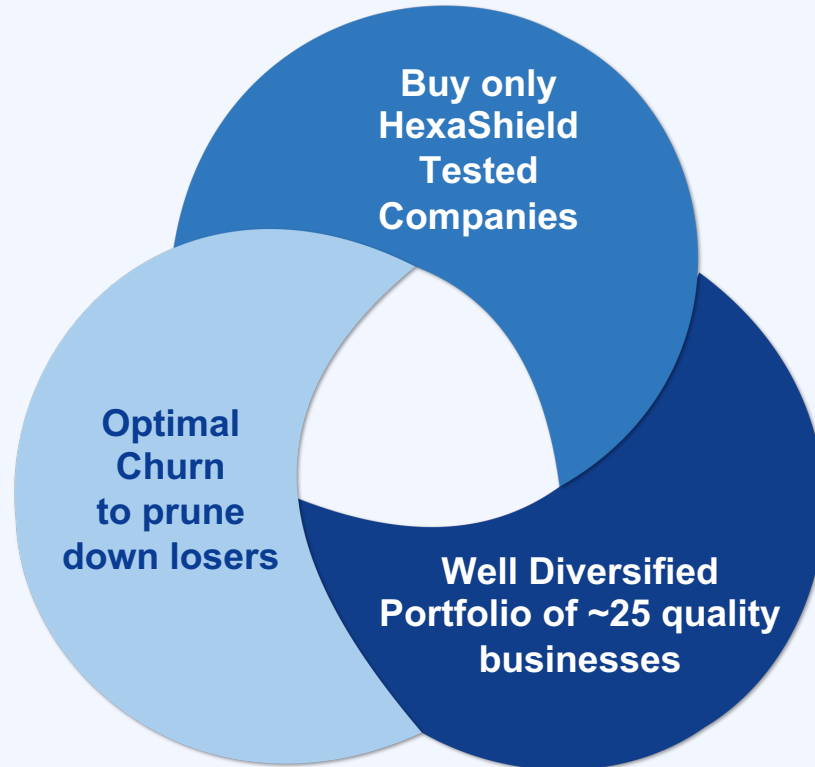 Buy only
HexaShield
Tested
Companies
Optimal
Churn
to prune
down losers
Well Diversified
Portfolio of ~25 quality
businesses